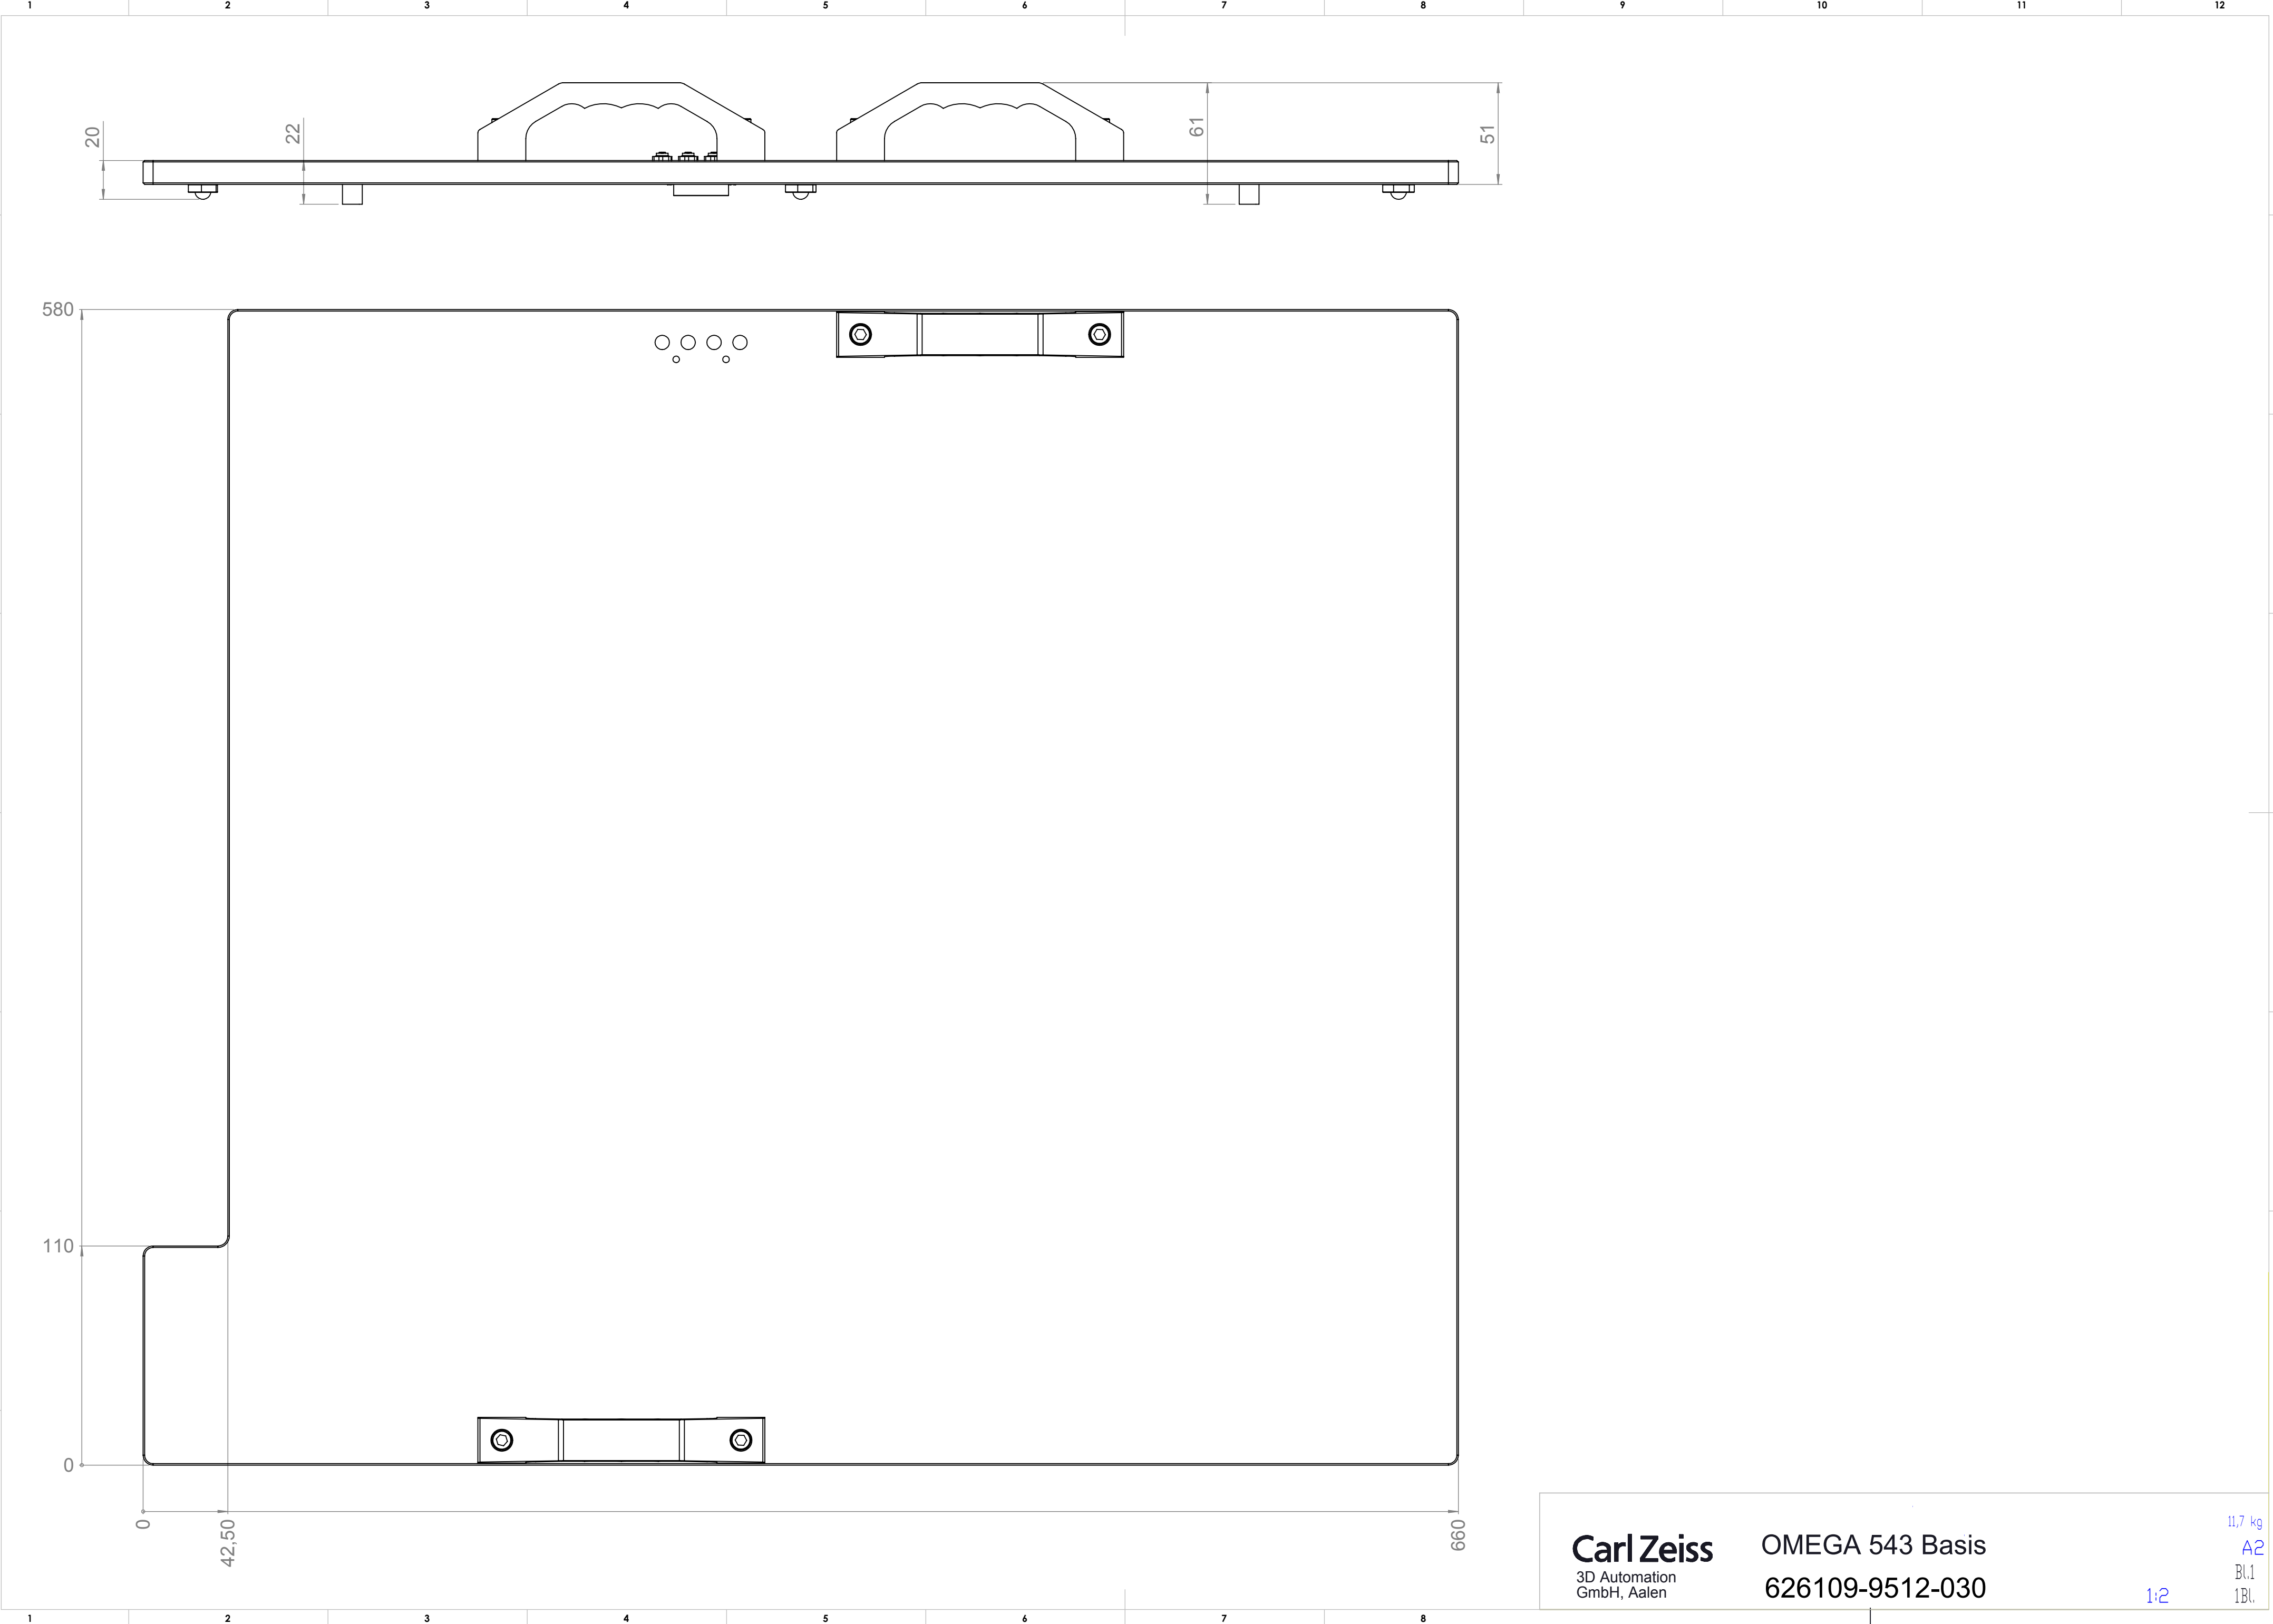 1 2 3 4 5 6 7 8 9 10 11 12
20
22
61
51
580
110
0
0
42,50
660
Carl Zeiss
3D Automation
GmbH, Aalen
OMEGA 543 Basis
626109-9512-030
1:2
11,7 kg
A2
Bl.1
1Bl.
1 2 3 4 5 6 7 8